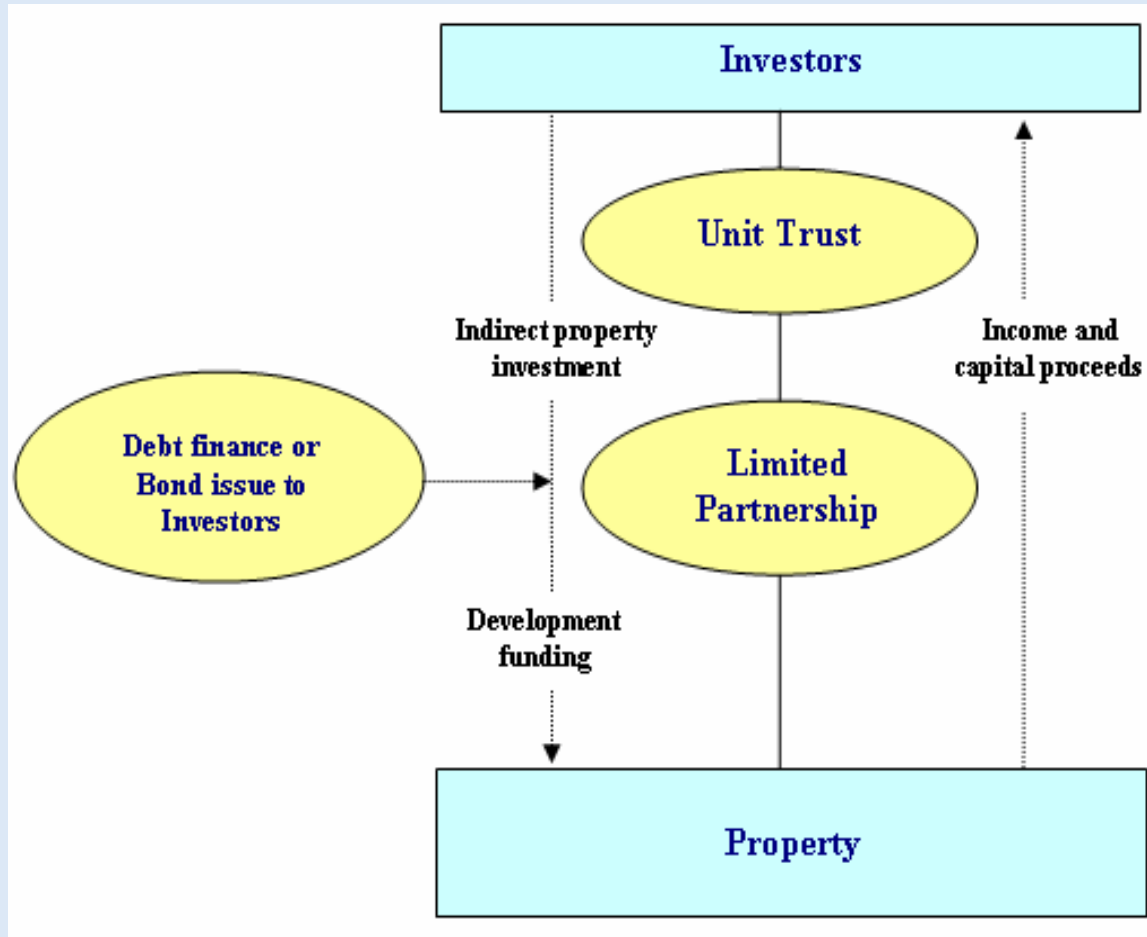 Investors
Unit Trust
Indirect property
investment
Income and
capital proceeds
Debt finance or
Bond issue to
Investors
Limited
Partnership
Development
funding
Property